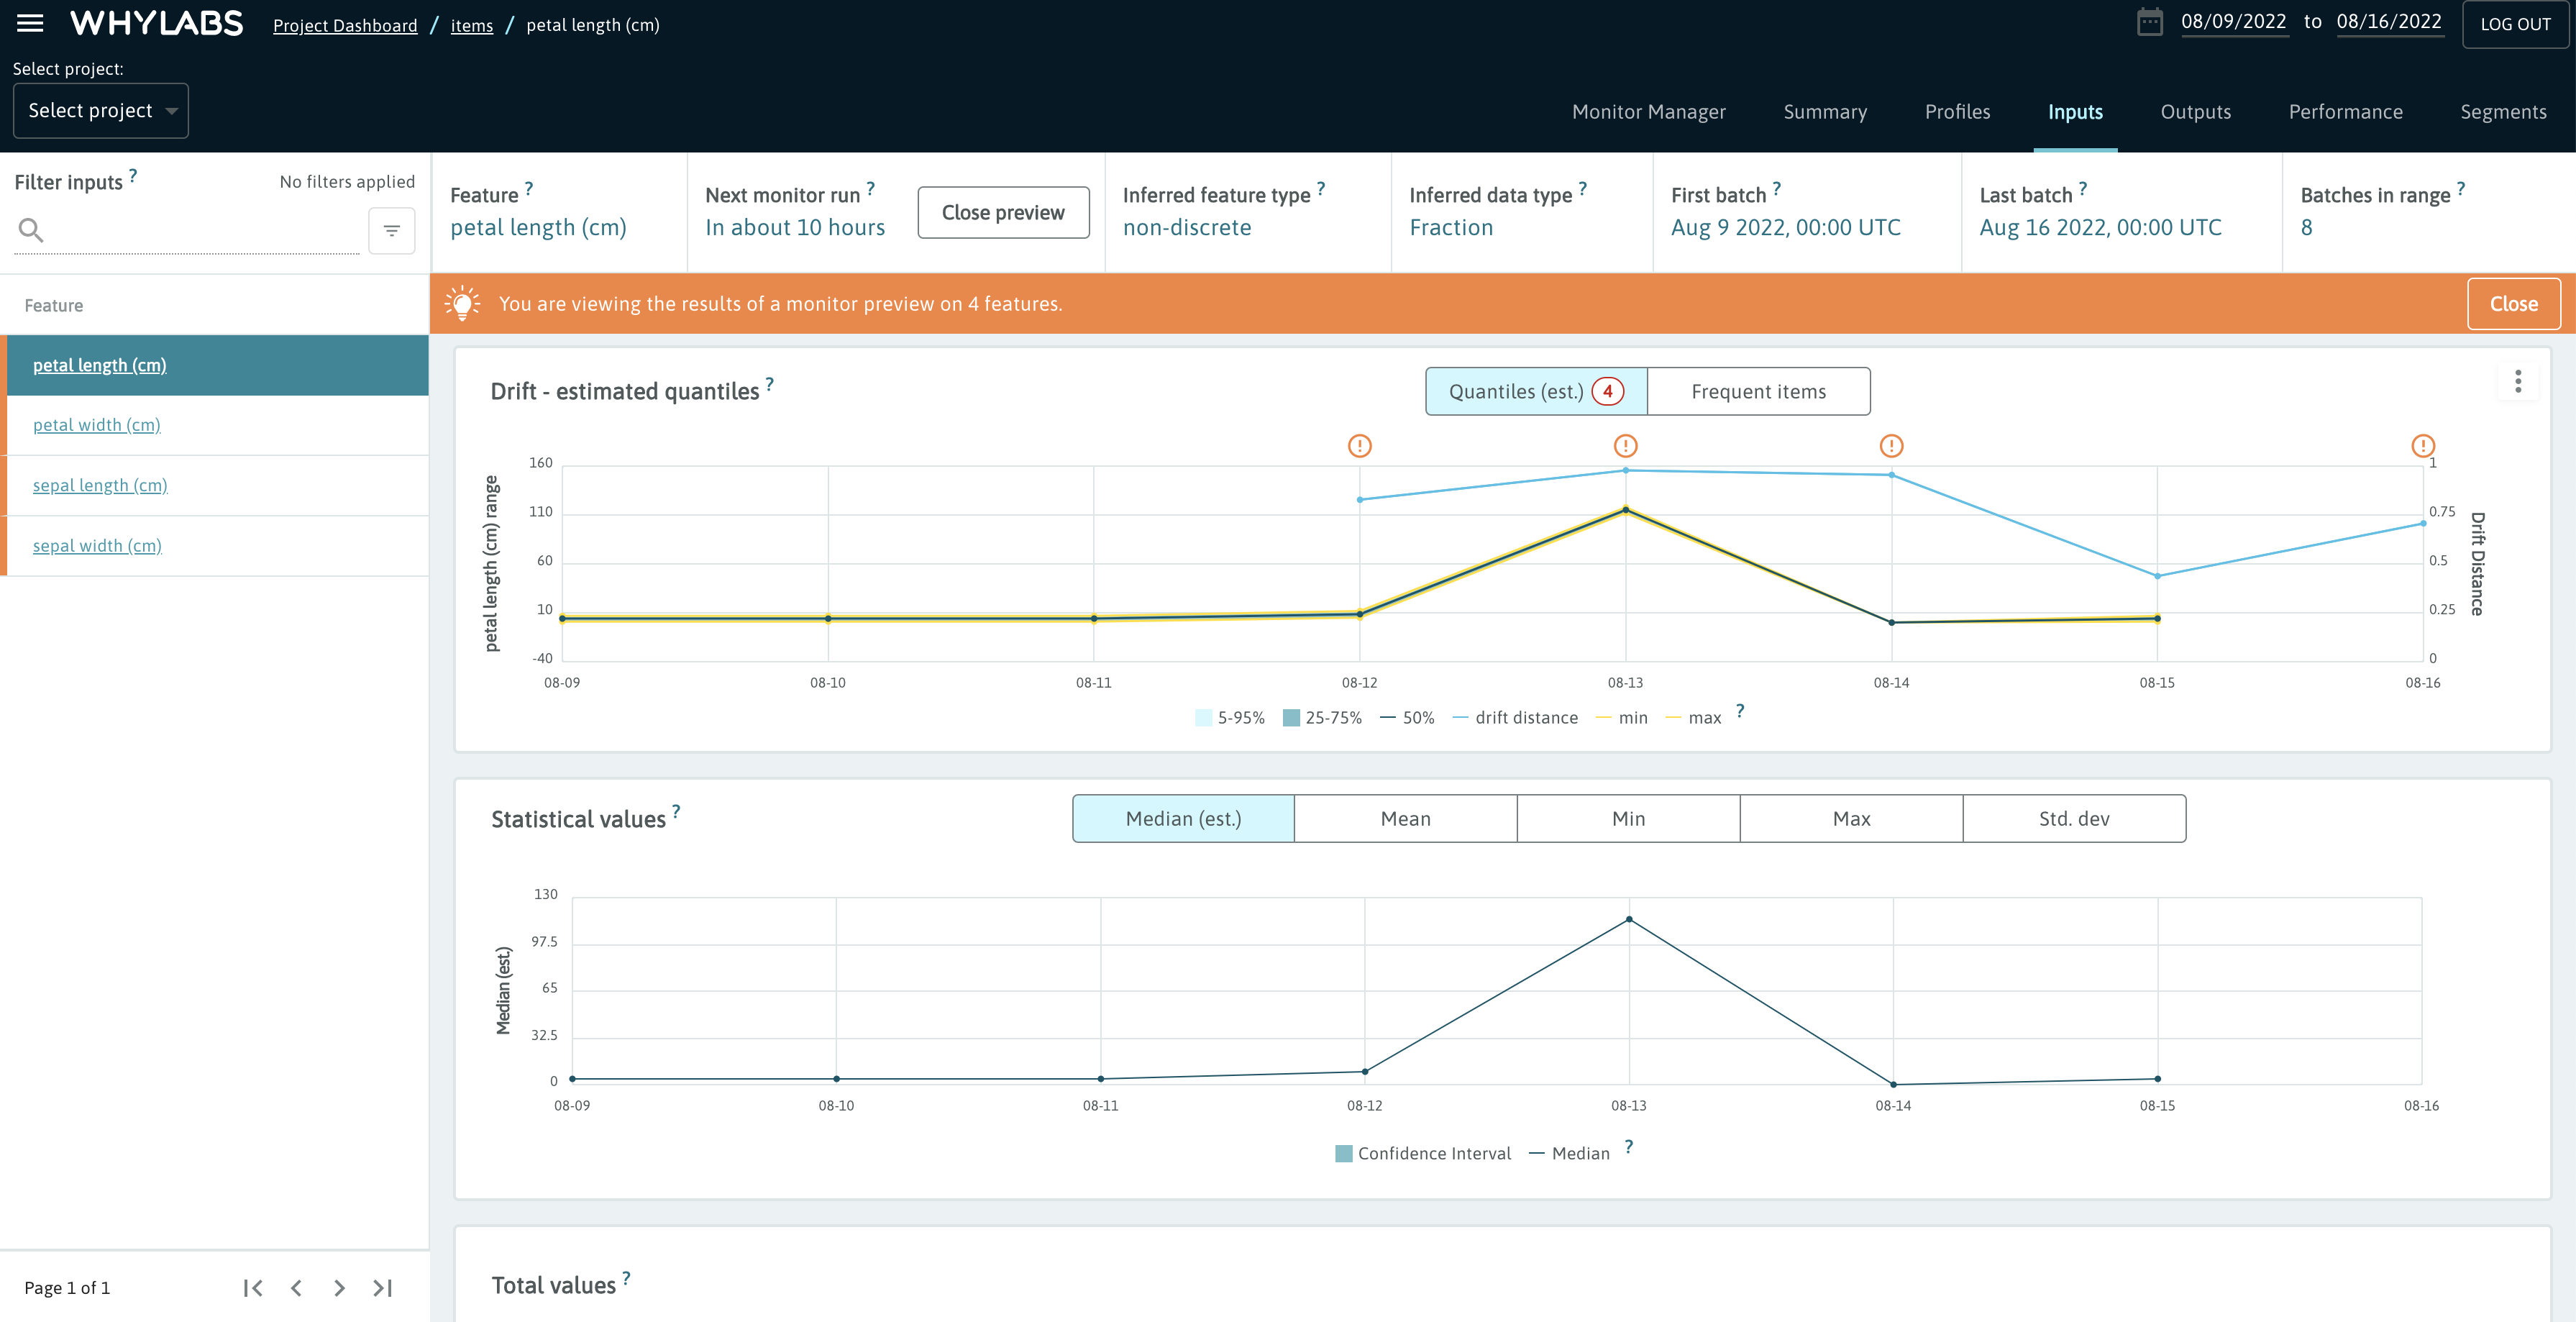 WHYLABS
Project Dashboard / items / petal length (cm)
08/09/2022 to 08/16/2022
LOG OUT
Select project:
Select project
Monitor Manager
Summary
Profiles
Inputs
Outputs
Performance
Segments
Filter inputs ?
No filters applied
Feature ?
petal length (cm)
Next monitor run ?
In about 10 hours
Close preview
Inferred feature type ?
non-discrete
Inferred data type ?
Fraction
First batch ?
Aug 9 2022, 00:00 UTC
Last batch ?
Aug 16 2022, 00:00 UTC
Batches in range ?
8
You are viewing the results of a monitor preview on 4 features.
Close
Feature
petal length (cm)
petal width (cm)
sepal length (cm)
sepal width (cm)
Page 1 of 1
Drift - estimated quantiles ?
Quantiles (est.) 4
Frequent items
petal length (cm) range
160
110
60
10
-40
1
0.75
0.5
0.25
0
Drift Distance
08-09 08-10 08-11 08-12 08-13 08-14 08-15 08-16
5-95% 25-75% 50% drift distance min max ?
Statistical values ?
Median (est.)
Mean
Min
Max
Std. dev
Median (est.)
130
97.5
65
32.5
0
08-09 08-10 08-11 08-12 08-13 08-14 08-15 08-16
Confidence Interval Median ?
Total values ?